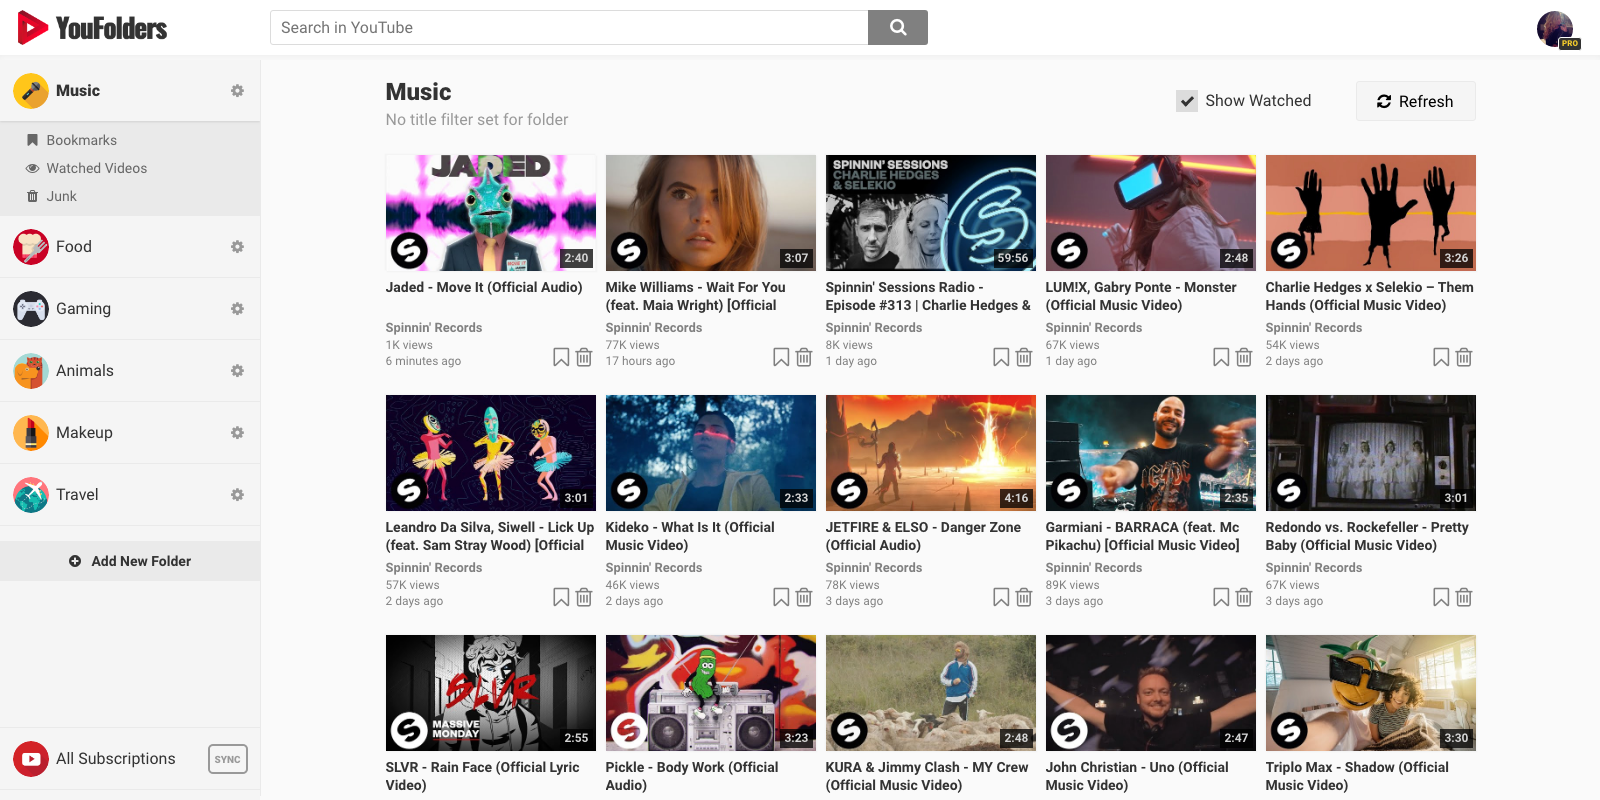 YouFolders
Search in YouTube
PRO
Music
Bookmarks
Watched Videos
Junk
Food
Gaming
Animals
Makeup
Travel
Add New Folder
All Subscriptions
SYNC
Music
No title filter set for folder
Show Watched
Refresh
JADED
MOVE IT
2:40
3:07
SPINNIN' SESSIONS
CHARLIE HEDGES
& SELEKIO
59:56
2:48
3:26
Jaded - Move It (Official Audio)
Spinnin' Records
1K views
6 minutes ago
Mike Williams - Wait For You
(feat. Maia Wright) [Official
Spinnin' Records
77K views
17 hours ago
Spinnin' Sessions Radio -
Episode #313 | Charlie Hedges &
Spinnin' Records
8K views
1 day ago
LUM!X, Gabry Ponte - Monster
(Official Music Video)
Spinnin' Records
67K views
1 day ago
Charlie Hedges x Selekio – Them
Hands (Official Music Video)
Spinnin' Records
54K views
2 days ago
3:01
2:33
4:16
AC/DC
2:35
3:01
Leandro Da Silva, Siwell - Lick Up
(feat. Sam Stray Wood) [Official
Spinnin' Records
57K views
2 days ago
Kideko - What Is It (Official
Music Video)
Spinnin' Records
46K views
2 days ago
JETFIRE & ELSO - Danger Zone
(Official Audio)
Spinnin' Records
78K views
3 days ago
Garmiani - BARRACA (feat. Mc
Pikachu) [Official Music Video]
Spinnin' Records
89K views
3 days ago
Redondo vs. Rockefeller - Pretty
Baby (Official Music Video)
Spinnin' Records
67K views
3 days ago
SLVR
MASSIVE
MONDAY
2:55
3:23
2:48
2:47
3:30
SLVR - Rain Face (Official Lyric
Video)
Pickle - Body Work (Official
Audio)
KURA & Jimmy Clash - MY Crew
(Official Music Video)
John Christian - Uno (Official
Music Video)
Triplo Max - Shadow (Official
Music Video)